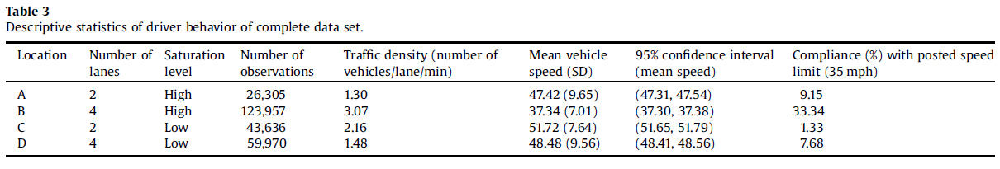 Table 3
Descriptive statistics of driver behavior of complete data set.
Location Number of lanes Saturation level Number of observations Traffic density (number of vehicles/lane/min) Mean vehicle speed (SD) 95% confidence interval (mean speed) Compliance (%) with posted speed limit (35 mph)
A 2 High 26,305 1.30 47.42 (9.65) (47.31, 47.54) 9.15
B 4 High 123,957 3.07 37.34 (7.01) (37.30, 37.38) 33.34
C 2 Low 43,636 2.16 51.72 (7.64) (51.65, 51.79) 1.33
D 4 Low 59,970 1.48 48.48 (9.56) (48.41, 48.56) 7.68